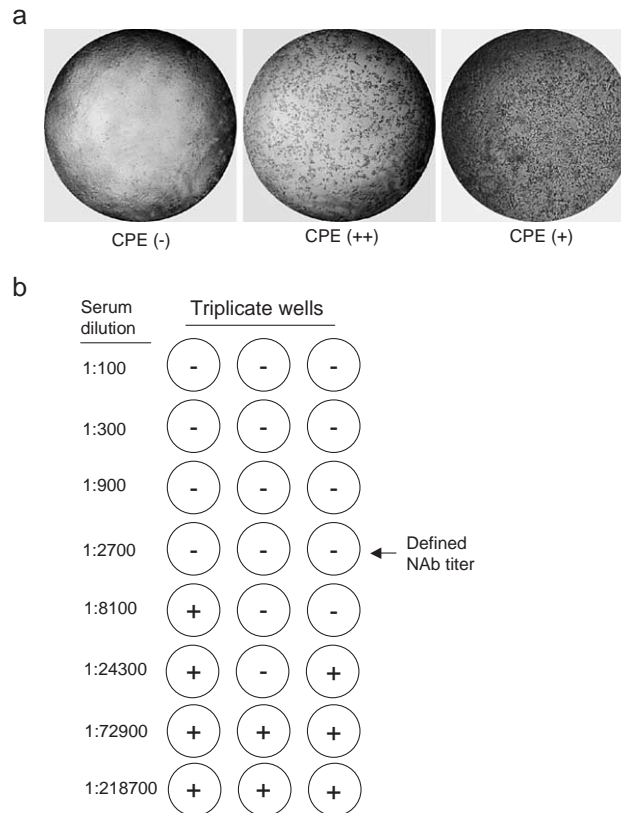 a
CPE (-)
CPE (++)
CPE (+)
b
Serum
dilution
Triplicate wells
1:100
- - -
1:300
- - -
1:900
- - -
1:2700
- - -
Defined
NAb titer
1:8100
+ - -
1:24300
+ - +
1:72900
+ + +
1:218700
+ + +